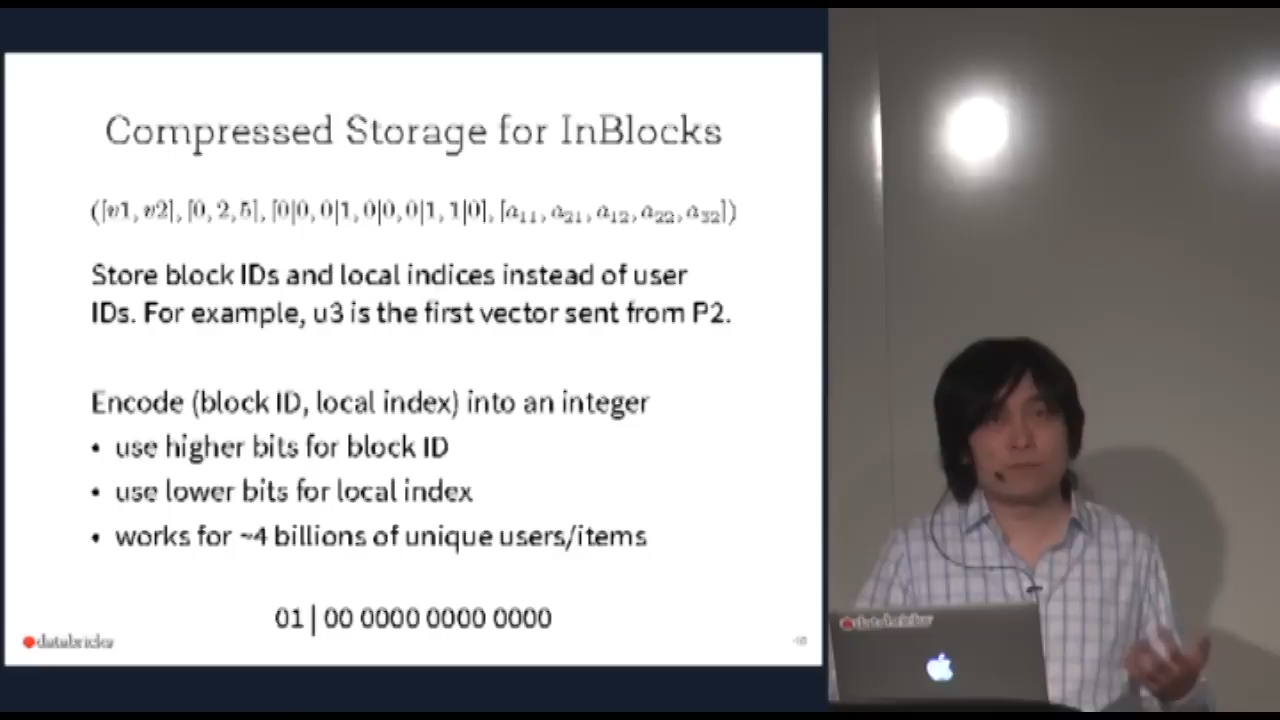 Compressed Storage for InBlocks
([v1, v2], [0, 2, 5], [0|0, 0|1, 0|0, 0|1, 1|0], [a₁₁, a₂₁, a₁₂, a₂₂, a₃₂])
Store block IDs and local indices instead of user
IDs. For example, u3 is the first vector sent from P2.
Encode (block ID, local index) into an integer
• use higher bits for block ID
• use lower bits for local index
• works for ~4 billions of unique users/items
01 | 00 0000 0000 0000
databricks
databricks